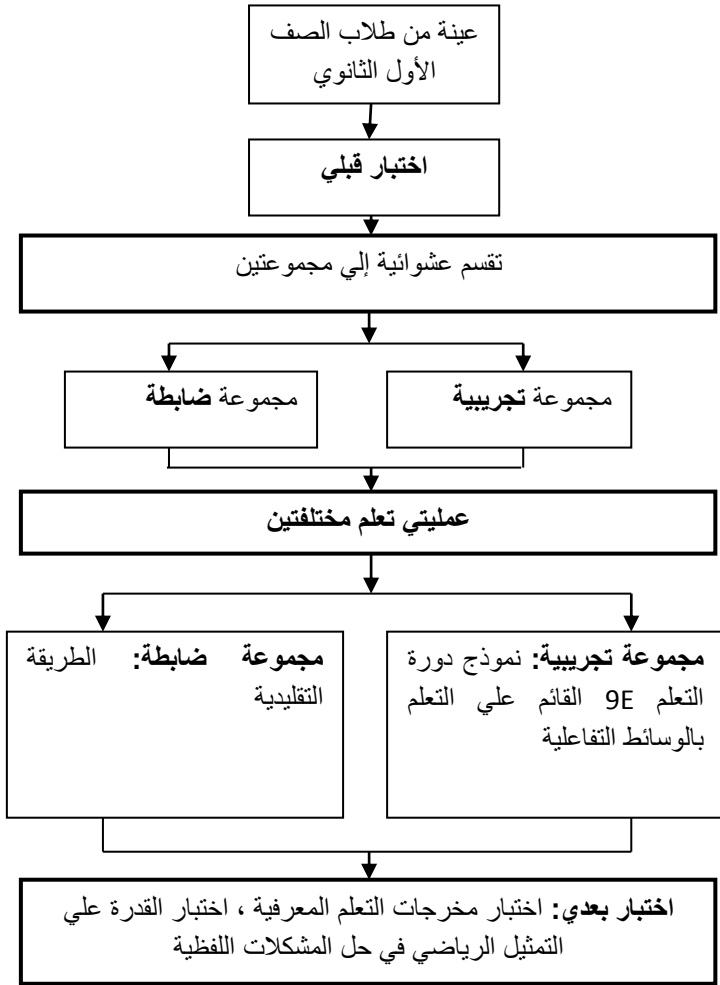 عينة من طلاب الصف
الأول الثانوي
اختبار قبلي
تقسم عشوائية إلي مجموعتين
مجموعة تجريبية
مجموعة ضابطة
عمليتي تعلم مختلفتين
مجموعة تجريبية: نموذج دورة
التعلم 9E القائم علي التعلم
بالوسائط التفاعلية
مجموعة ضابطة: الطريقة
التقليدية
اختبار بعدي: اختبار مخرجات التعلم المعرفية ، اختبار القدرة علي
التمثيل الرياضي في حل المشكلات اللفظية